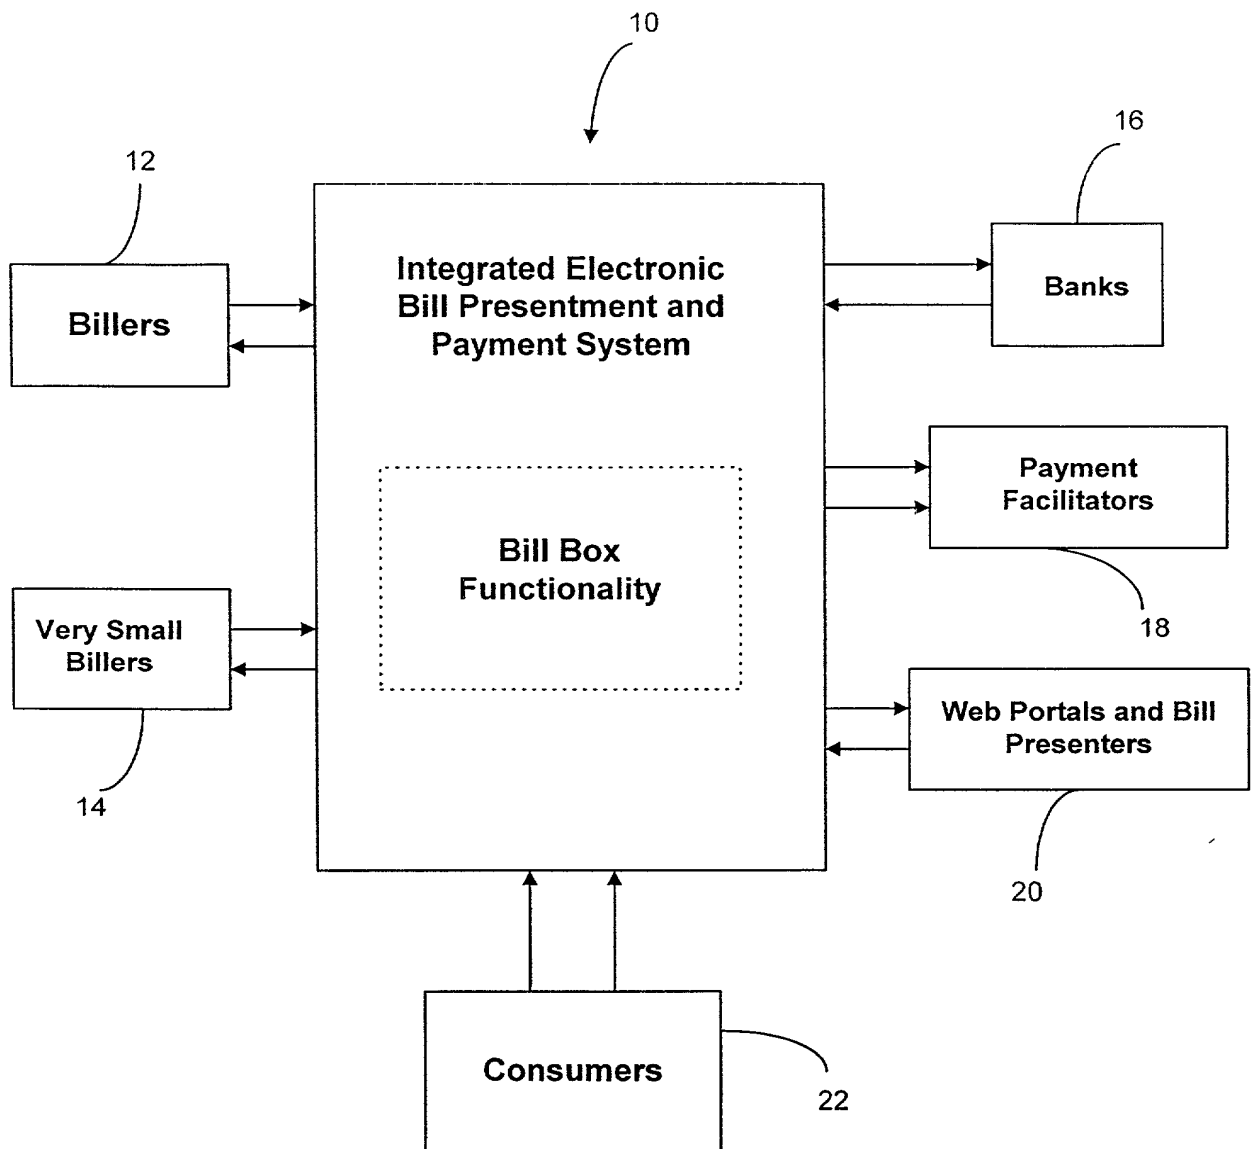 10
16
12
Integrated Electronic
Bill Presentment and
Payment System
Billers
Banks
Payment
Facilitators
Bill Box
Functionality
Very Small
Billers
18
Web Portals and Bill
Presenters
14
20
Consumers
22